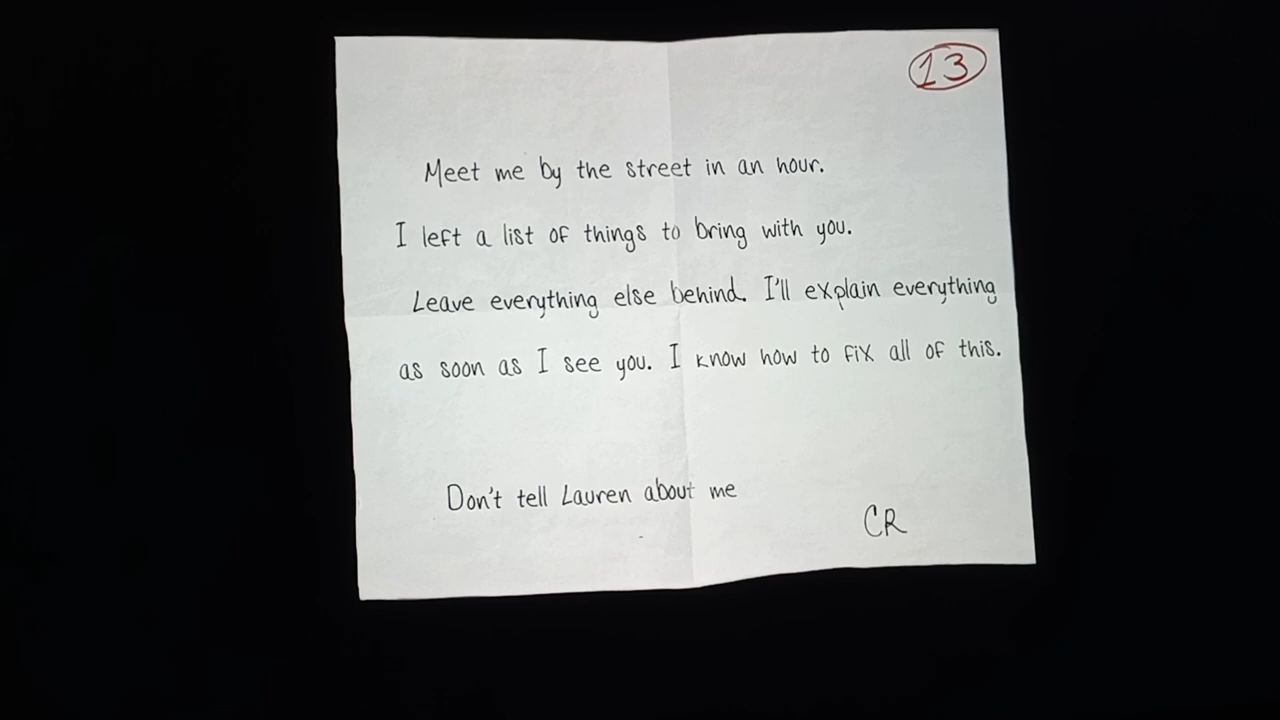 13
Meet me by the street in an hour.
I left a list of things to bring with you.
Leave everything else behind. I'll explain everything
as soon as I see you. I know how to fix all of this.
Don't tell Lauren about me
CR